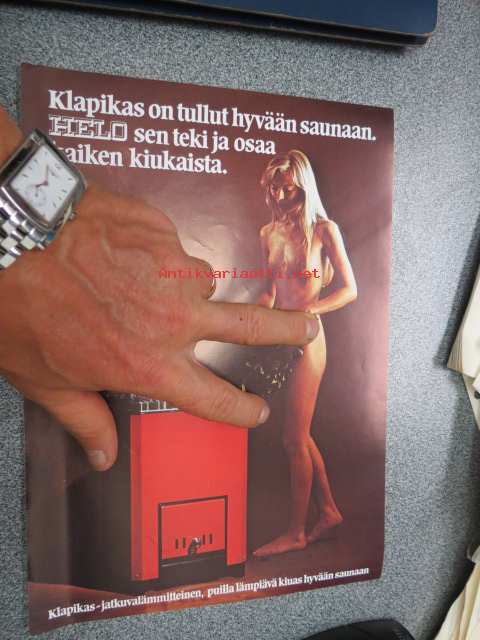 Klapikas on tullut hyvään saunaan.
HELO sen teki ja osaa
kaiken kiukaista.
Antikvariaatti.net
Klapikas-jatkuvalämmitteinen, puilla lämpiävä kiuas hyvään saunaan